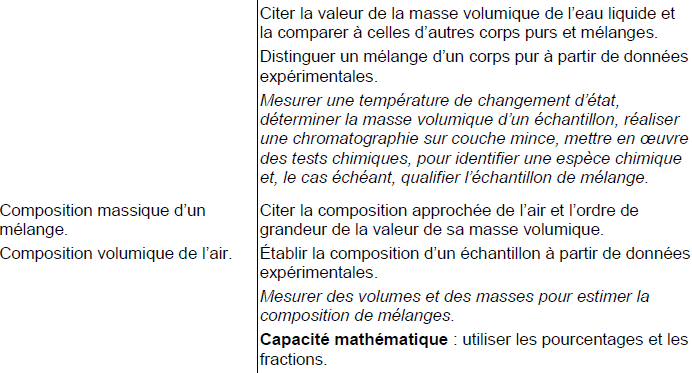 Citer la valeur de la masse volumique de l’eau liquide et
la comparer à celles d’autres corps purs et mélanges.
Distinguer un mélange d’un corps pur à partir de données
expérimentales.
Mesurer une température de changement d’état,
déterminer la masse volumique d’un échantillon, réaliser
une chromatographie sur couche mince, mettre en œuvre
des tests chimiques, pour identifier une espèce chimique
et, le cas échéant, qualifier l’échantillon de mélange.
Composition massique d’un
mélange.
Composition volumique de l’air.
Citer la composition approchée de l’air et l’ordre de
grandeur de la valeur de sa masse volumique.
Établir la composition d’un échantillon à partir de données
expérimentales.
Mesurer des volumes et des masses pour estimer la
composition de mélanges.
Capacité mathématique : utiliser les pourcentages et les
fractions.